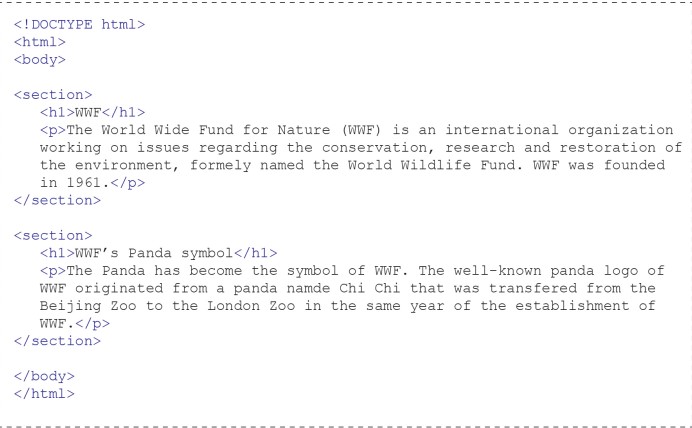 <!DOCTYPE html>
<html>
<body>
<section>
<h1>WWF</h1>
<p>The World Wide Fund for Nature (WWF) is an international organization
working on issues regarding the conservation, research and restoration of
the environment, formely named the World Wildlife Fund. WWF was founded
in 1961.</p>
</section>
<section>
<h1>WWF’s Panda symbol</h1>
<p>The Panda has become the symbol of WWF. The well-known panda logo of
WWF originated from a panda namde Chi Chi that was transfered from the
Beijing Zoo to the London Zoo in the same year of the establishment of
WWF.</p>
</section>
</body>
</html>